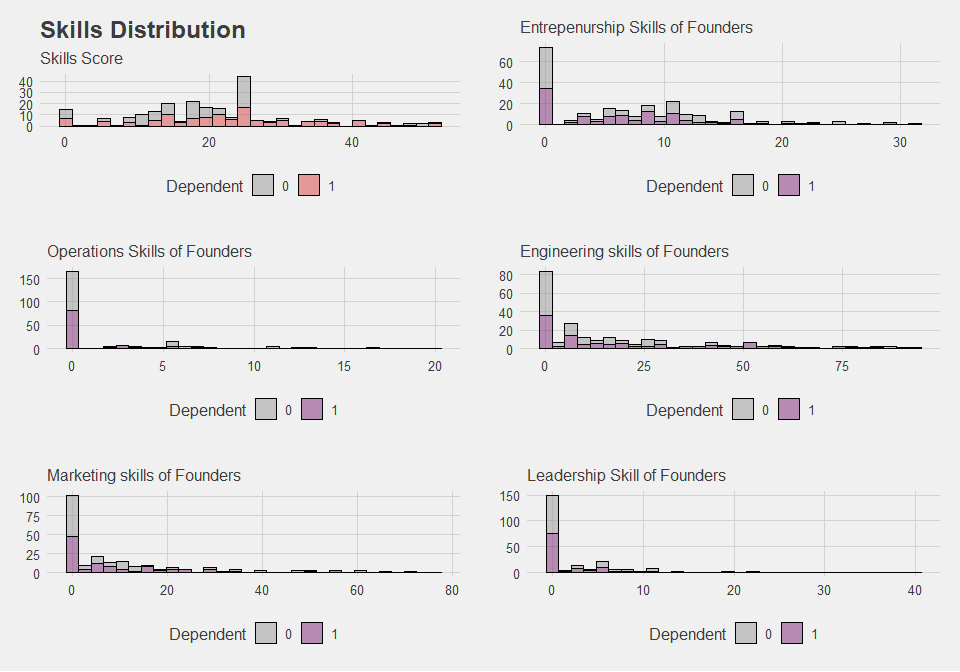 Skills Distribution
Skills Score
40
30
20
10
0
0 20 40
Dependent 0 1
Entrepenurship Skills of Founders
60
40
20
0
0 10 20 30
Dependent 0 1
Operations Skills of Founders
150
100
50
0
0 5 10 15 20
Dependent 0 1
Engineering skills of Founders
80
60
40
20
0
0 25 50 75
Dependent 0 1
Marketing skills of Founders
100
75
50
25
0
0 20 40 60 80
Dependent 0 1
Leadership Skill of Founders
150
100
50
0
0 10 20 30 40
Dependent 0 1